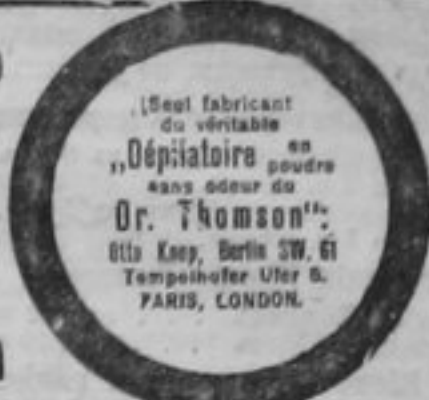 (Seul fabricant
du véritable
„Dépilatoire en poudre
sans odeur du
Dr. Thomson“:
Otto Knop, Berlin SW. 61
Tempelhofer Ufer
PARIS, LONDON.